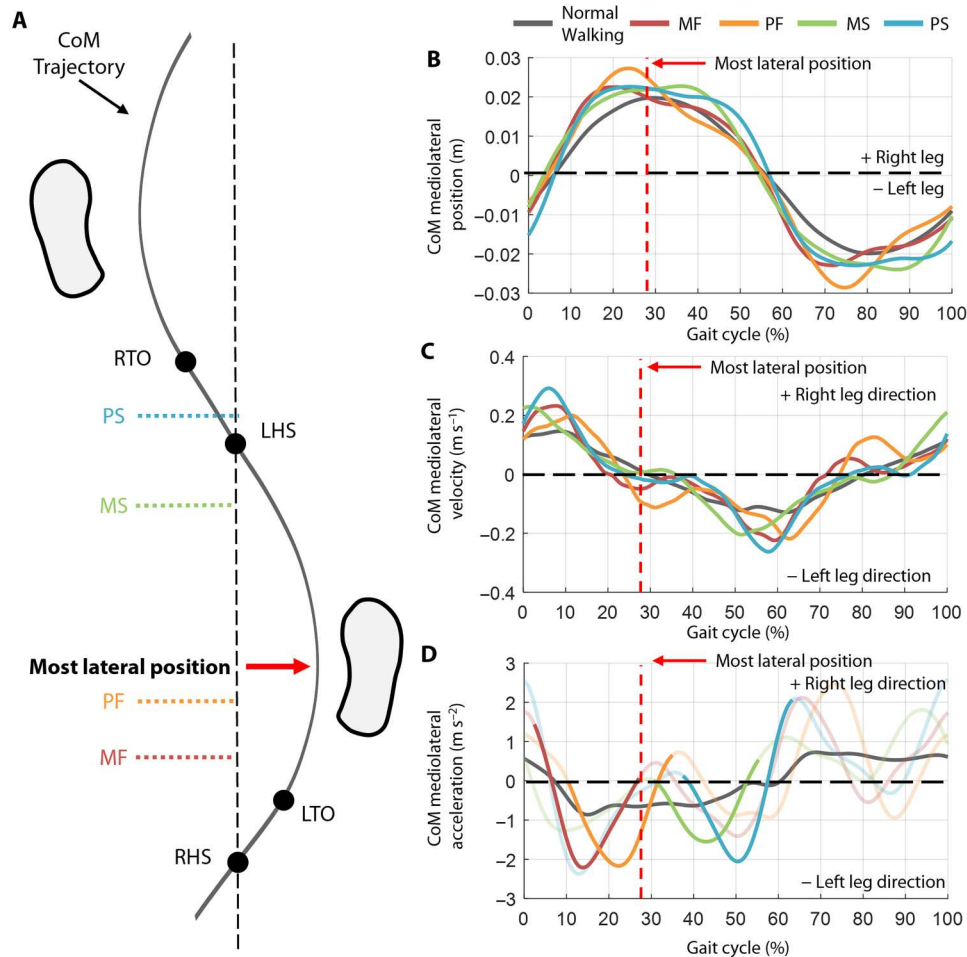 A
CoM
Trajectory
RTO
PS
LHS
MS
Most lateral position
PF
MF
LTO
RHS
Normal
Walking
MF
PF
MS
PS
B
Most lateral position
0.03
0.02
0.01
0
–0.01
–0.02
–0.03
CoM mediolateral
position (m)
+ Right leg
– Left leg
0 10 20 30 40 50 60 70 80 90 100
Gait cycle (%)
C
Most lateral position
0.4
0.2
0
–0.2
–0.4
CoM mediolateral
velocity (m s⁻¹)
+ Right leg direction
– Left leg direction
0 10 20 30 40 50 60 70 80 90 100
Gait cycle (%)
D
Most lateral position
3
2
1
0
–1
–2
–3
CoM mediolateral
acceleration (m s⁻²)
+ Right leg direction
– Left leg direction
0 10 20 30 40 50 60 70 80 90 100
Gait cycle (%)